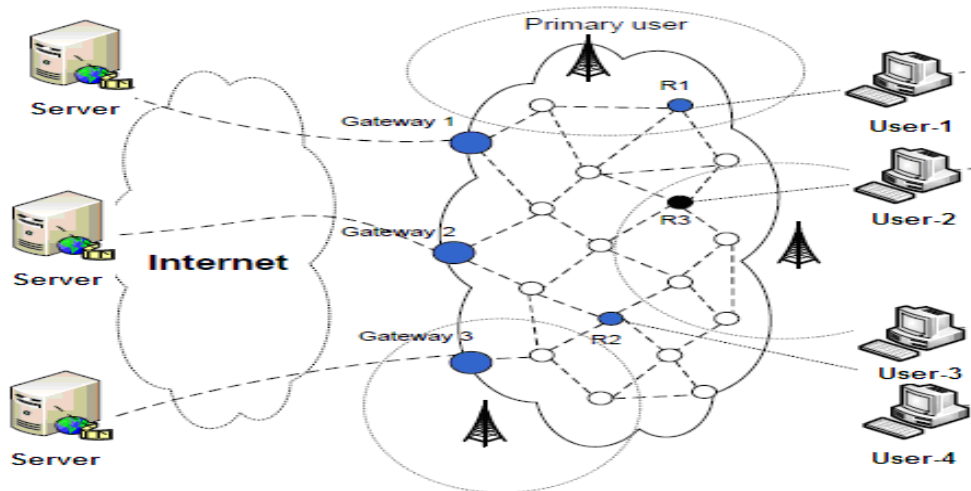 Primary user
Server
Gateway 1
R1
User-1
Server
Gateway 2
Internet
R3
User-2
Server
Gateway 3
R2
User-3
User-4